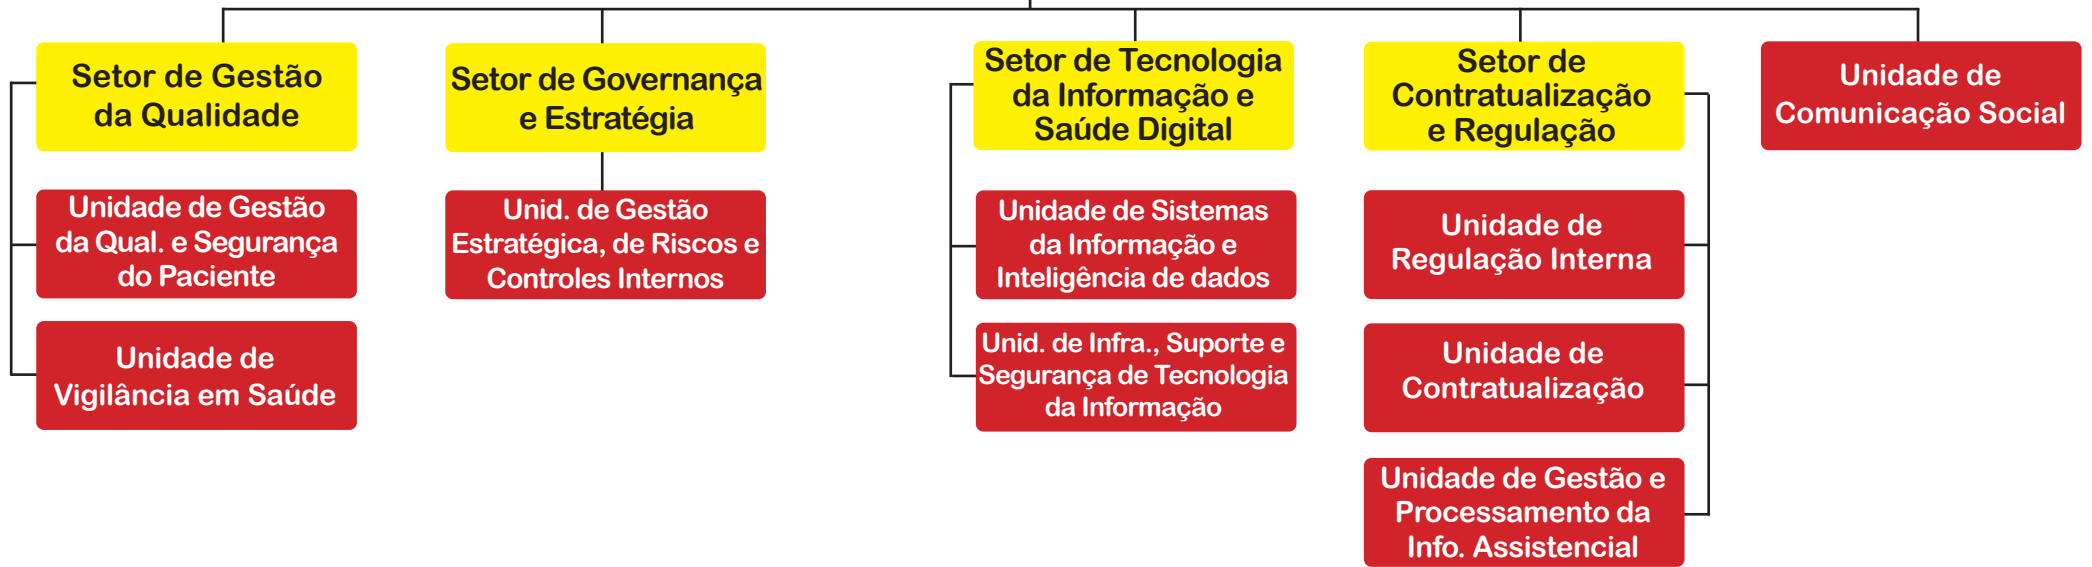 Setor de Gestão
da Qualidade
Unidade de Gestão
da Qual. e Segurança
do Paciente
Unidade de
Vigilância em Saúde
Setor de Governança
e Estratégia
Unid. de Gestão
Estratégica, de Riscos e
Controles Internos
Setor de Tecnologia
da Informação e
Saúde Digital
Unidade de Sistemas
da Informação e
Inteligência de dados
Unid. de Infra., Suporte e
Segurança de Tecnologia
da Informação
Setor de
Contratualização
e Regulação
Unidade de
Regulação Interna
Unidade de
Contratualização
Unidade de Gestão e
Processamento da
Info. Assistencial
Unidade de
Comunicação Social